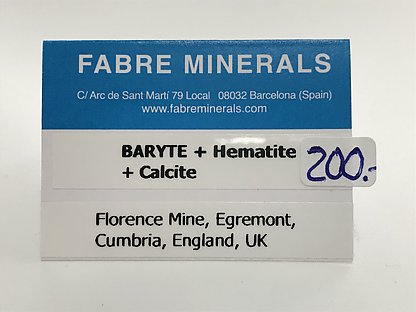 FABRE MINERALS
C/ Arc de Sant Martí 79 Local 08032 Barcelona (Spain)
www.fabreminerals.com
BARYTE + Hematite
+ Calcite
200.-
Florence Mine, Egremont,
Cumbria, England, UK